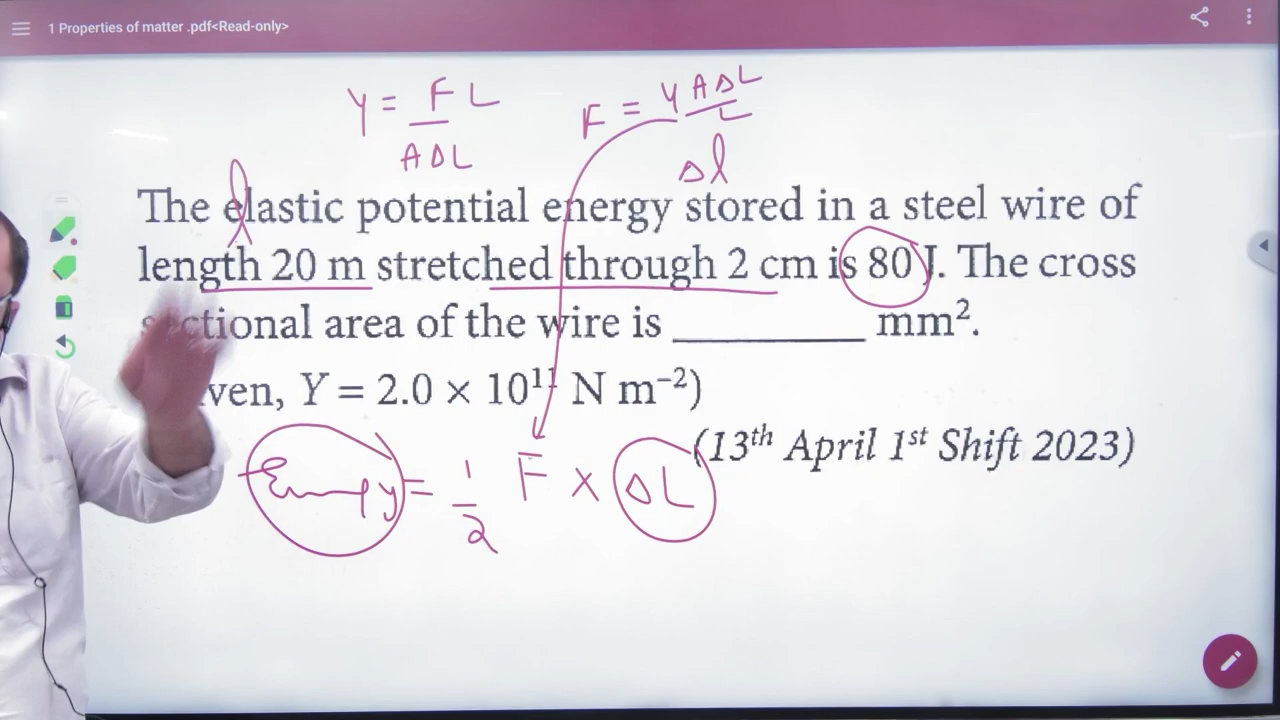 1 Properties of matter .pdf<Read-only>
Y = FL / AΔL
F = YAΔL / L
Δl
The elastic potential energy stored in a steel wire of
length 20 m stretched through 2 cm is 80 J. The cross
sectional area of the wire is ________ mm².
ven, Y = 2.0 × 10¹¹ N m⁻²)
(13th April 1st Shift 2023)
Energy = 1/2 F × ΔL